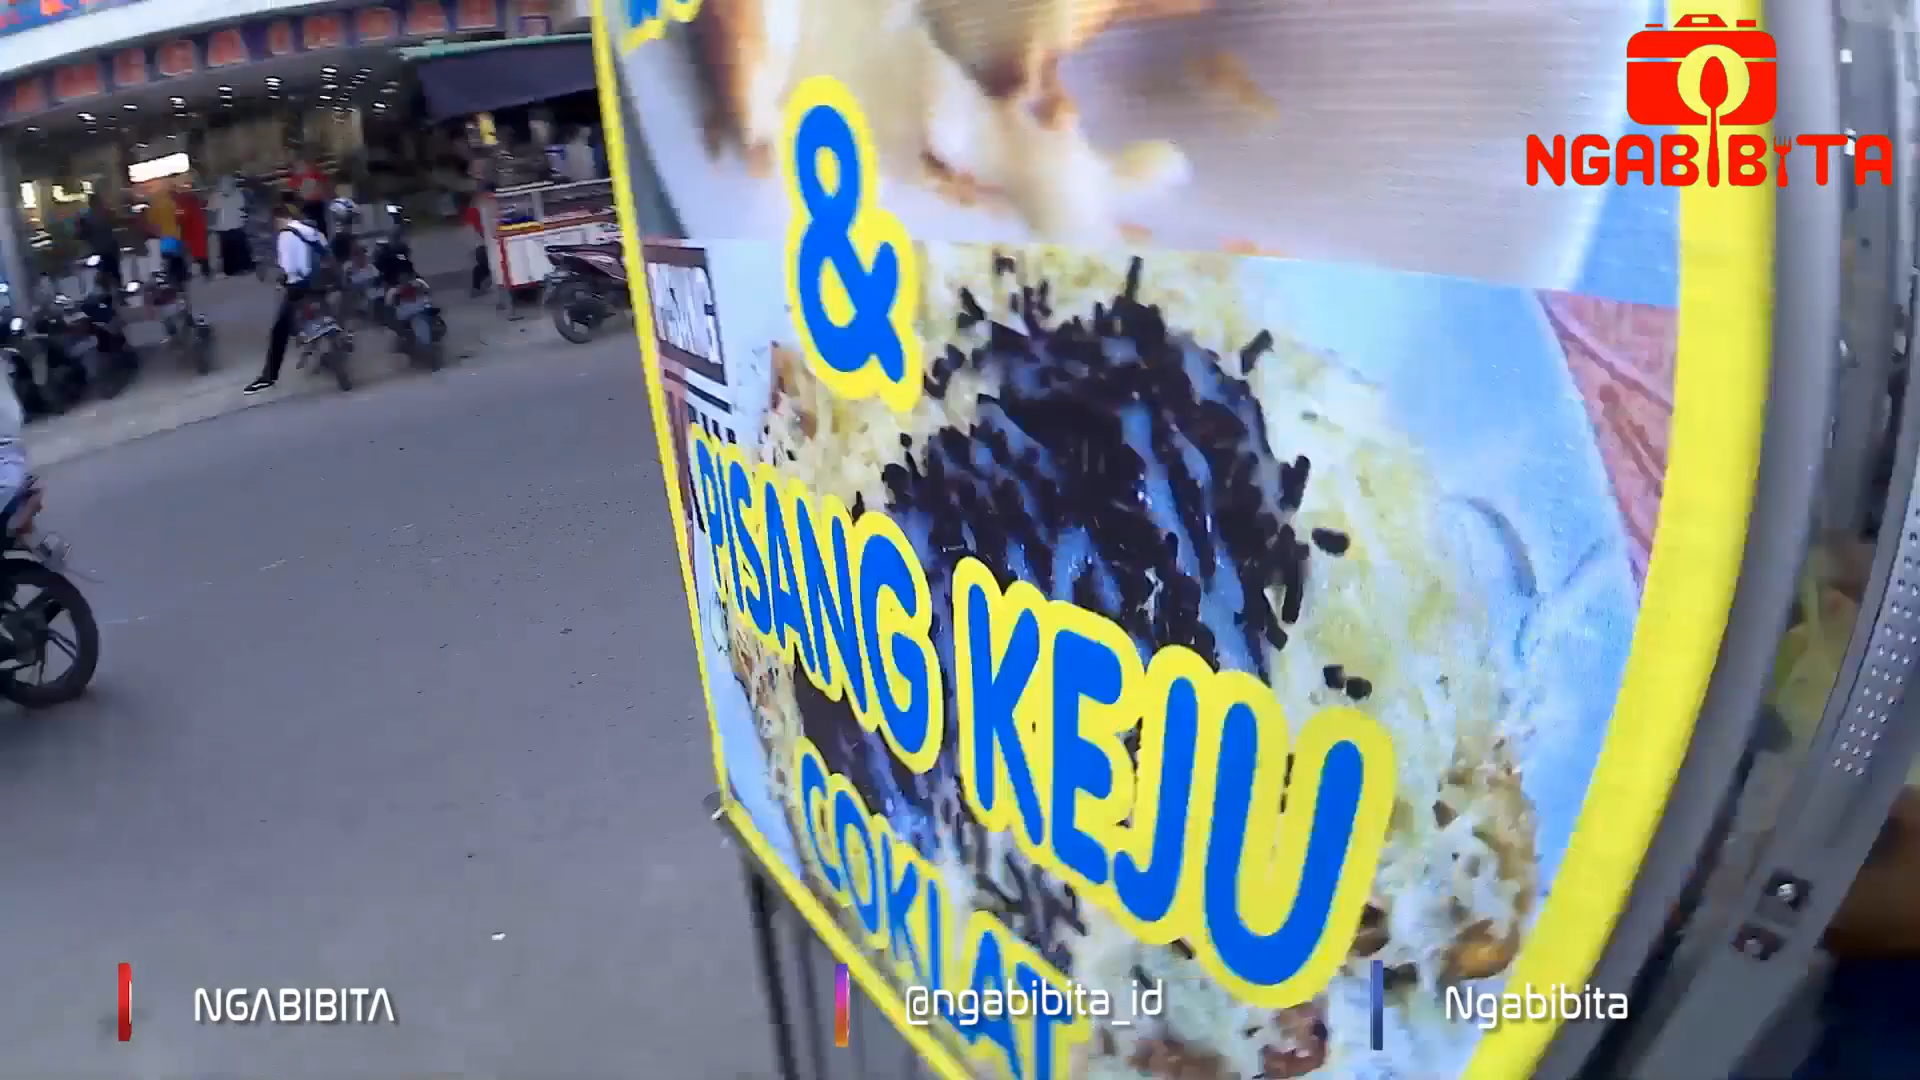 NGABIBITA
&
PISANG KEJU
COKLAT
NGABIBITA
@ngabibita_id
Ngabibita